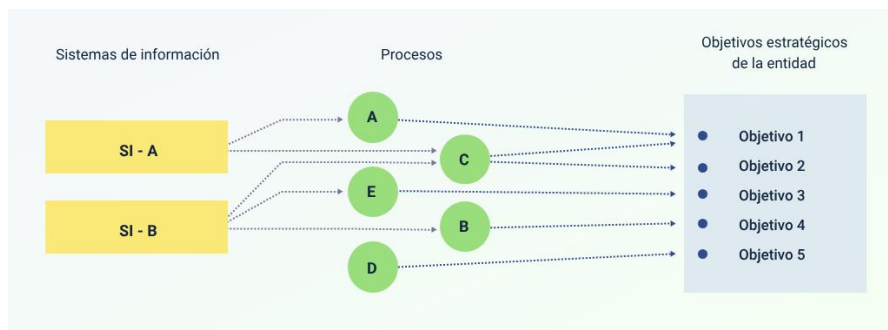 Sistemas de información
Procesos
Objetivos estratégicos
de la entidad
SI - A
SI - B
A
C
E
B
D
Objetivo 1
Objetivo 2
Objetivo 3
Objetivo 4
Objetivo 5